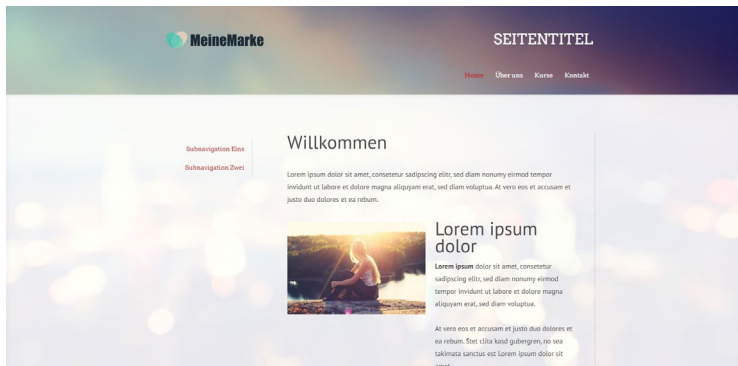 MeineMarke
SEITENTITEL
Home Über uns Kurse Kontakt
Subnavigation Eins
Subnavigation Zwei
Willkommen
Lorem ipsum dolor sit amet, consetetur sadipscing elitr, sed diam nonumy eirmod tempor
invidunt ut labore et dolore magna aliquyam erat, sed diam voluptua. At vero eos et accusam et
justo duo dolores et ea rebum.
Lorem ipsum
dolor
Lorem ipsum dolor sit amet, consetetur
sadipscing elitr, sed diam nonumy eirmod
tempor invidunt ut labore et dolore magna
aliquyam erat, sed diam voluptua.
At vero eos et accusam et justo duo dolores et
ea rebum. Stet clita kasd gubergren, no sea
takimata sanctus est Lorem ipsum dolor sit